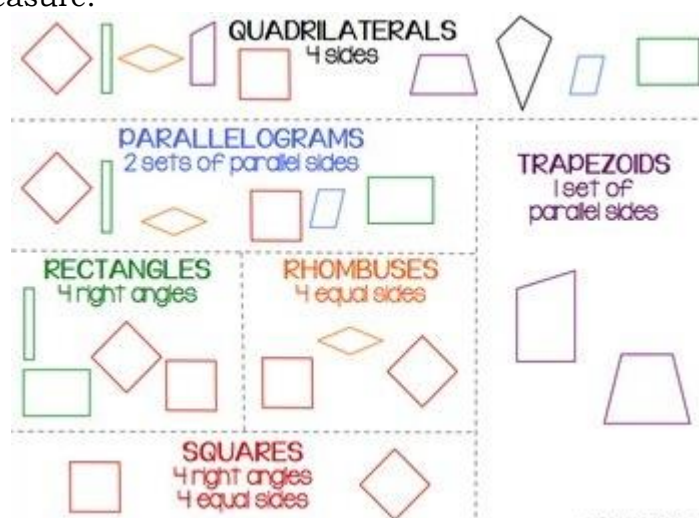 easure.
QUADRILATERALS
4 sides
PARALLELOGRAMS
2 sets of parallel sides
TRAPEZOIDS
1 set of
parallel sides
RECTANGLES
4 right angles
RHOMBUSES
4 equal sides
SQUARES
4 right angles
4 equal sides